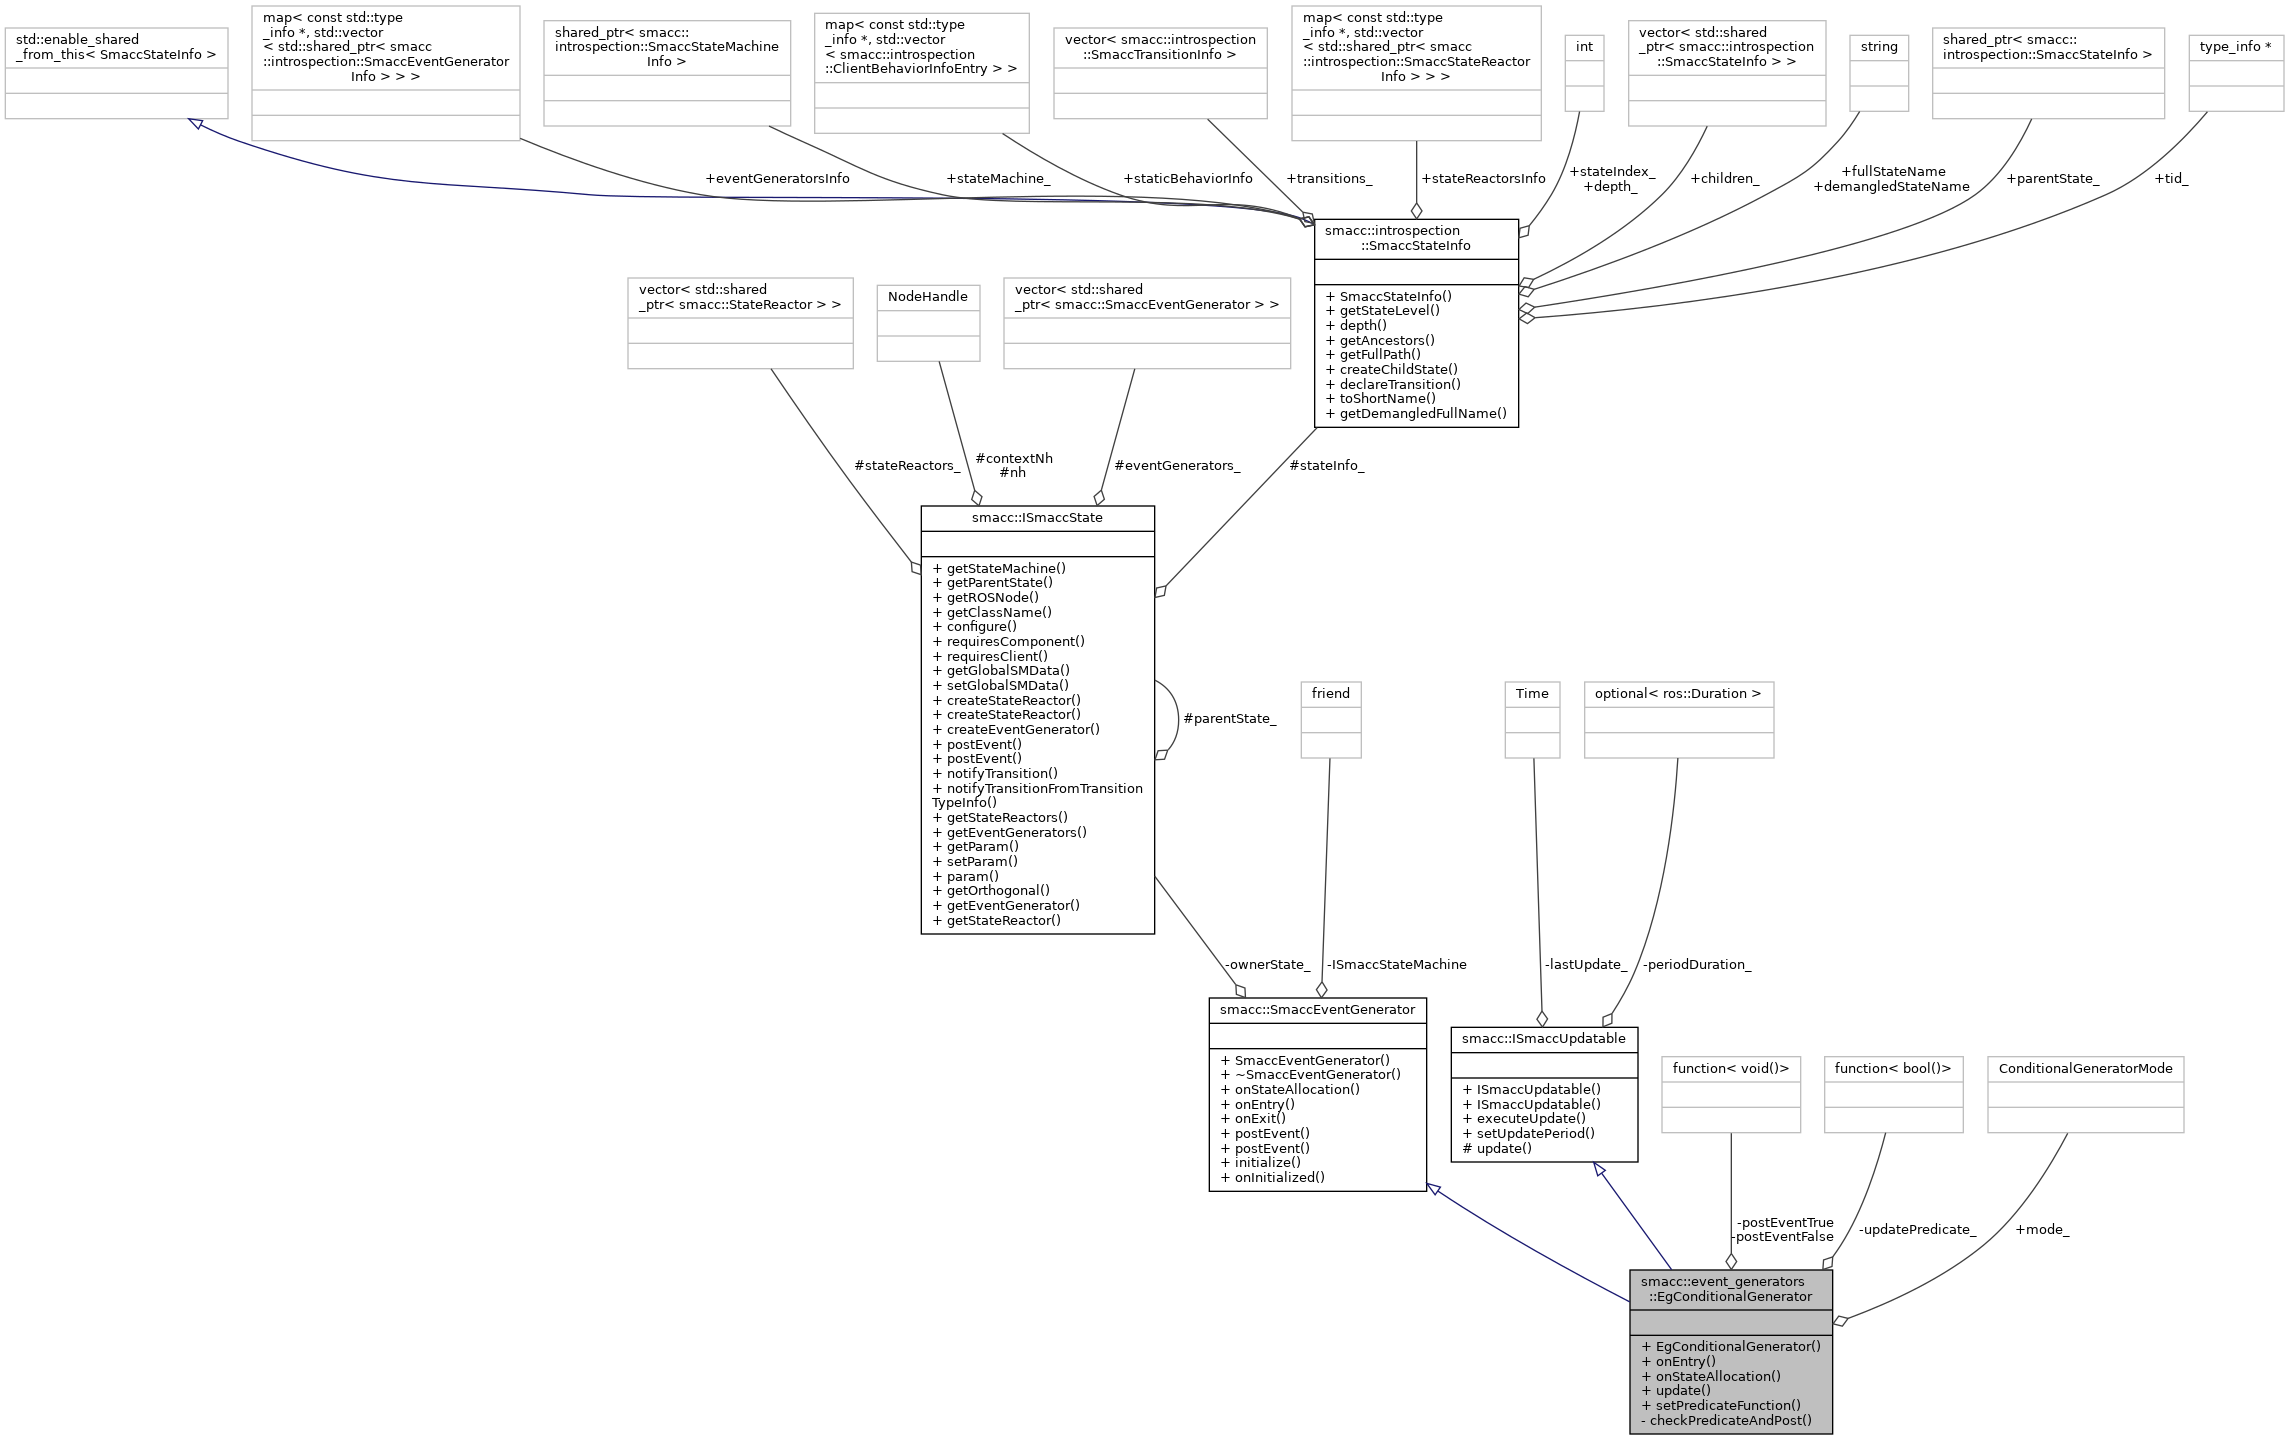 std::enable_shared
_from_this< SmaccStateInfo >
map< const std::type
_info *, std::vector
< std::shared_ptr< smacc
::introspection::SmaccEventGenerator
Info > > >
shared_ptr< smacc::
introspection::SmaccStateMachine
Info >
map< const std::type
_info *, std::vector
< smacc::introspection
::ClientBehaviorInfoEntry > >
vector< smacc::introspection
::SmaccTransitionInfo >
map< const std::type
_info *, std::vector
< std::shared_ptr< smacc
::introspection::SmaccStateReactor
Info > > >
int
vector< std::shared
_ptr< smacc::introspection
::SmaccStateInfo > >
string
shared_ptr< smacc::
introspection::SmaccStateInfo >
type_info *
+eventGeneratorsInfo
+stateMachine_
+staticBehaviorInfo
+transitions_
+stateReactorsInfo
+stateIndex_
+depth_
+children_
+fullStateName
+demangledStateName
+parentState_
+tid_
smacc::introspection
::SmaccStateInfo
+ SmaccStateInfo()
+ getStateLevel()
+ depth()
+ getAncestors()
+ getFullPath()
+ createChildState()
+ declareTransition()
+ toShortName()
+ getDemangledFullName()
vector< std::shared
_ptr< smacc::StateReactor > >
NodeHandle
vector< std::shared
_ptr< smacc::SmaccEventGenerator > >
#stateReactors_
#contextNh
#nh
#eventGenerators_
#stateInfo_
smacc::ISmaccState
+ getStateMachine()
+ getParentState()
+ getROSNode()
+ getClassName()
+ configure()
+ requiresComponent()
+ requiresClient()
+ getGlobalSMData()
+ setGlobalSMData()
+ createStateReactor()
+ createStateReactor()
+ createEventGenerator()
+ postEvent()
+ postEvent()
+ notifyTransition()
+ notifyTransitionFromTransition
TypeInfo()
+ getStateReactors()
+ getEventGenerators()
+ getParam()
+ setParam()
+ param()
+ getOrthogonal()
+ getEventGenerator()
+ getStateReactor()
#parentState_
friend
Time
optional< ros::Duration >
-ownerState_
-ISmaccStateMachine
-lastUpdate_
-periodDuration_
smacc::SmaccEventGenerator
+ SmaccEventGenerator()
+ ~SmaccEventGenerator()
+ onStateAllocation()
+ onEntry()
+ onExit()
+ postEvent()
+ postEvent()
+ initialize()
+ onInitialized()
smacc::ISmaccUpdatable
+ ISmaccUpdatable()
+ ISmaccUpdatable()
+ executeUpdate()
+ setUpdatePeriod()
# update()
function< void()>
function< bool()>
ConditionalGeneratorMode
-postEventTrue
-postEventFalse
-updatePredicate_
+mode_
smacc::event_generators
::EgConditionalGenerator
+ EgConditionalGenerator()
+ onEntry()
+ onStateAllocation()
+ update()
+ setPredicateFunction()
- checkPredicateAndPost()